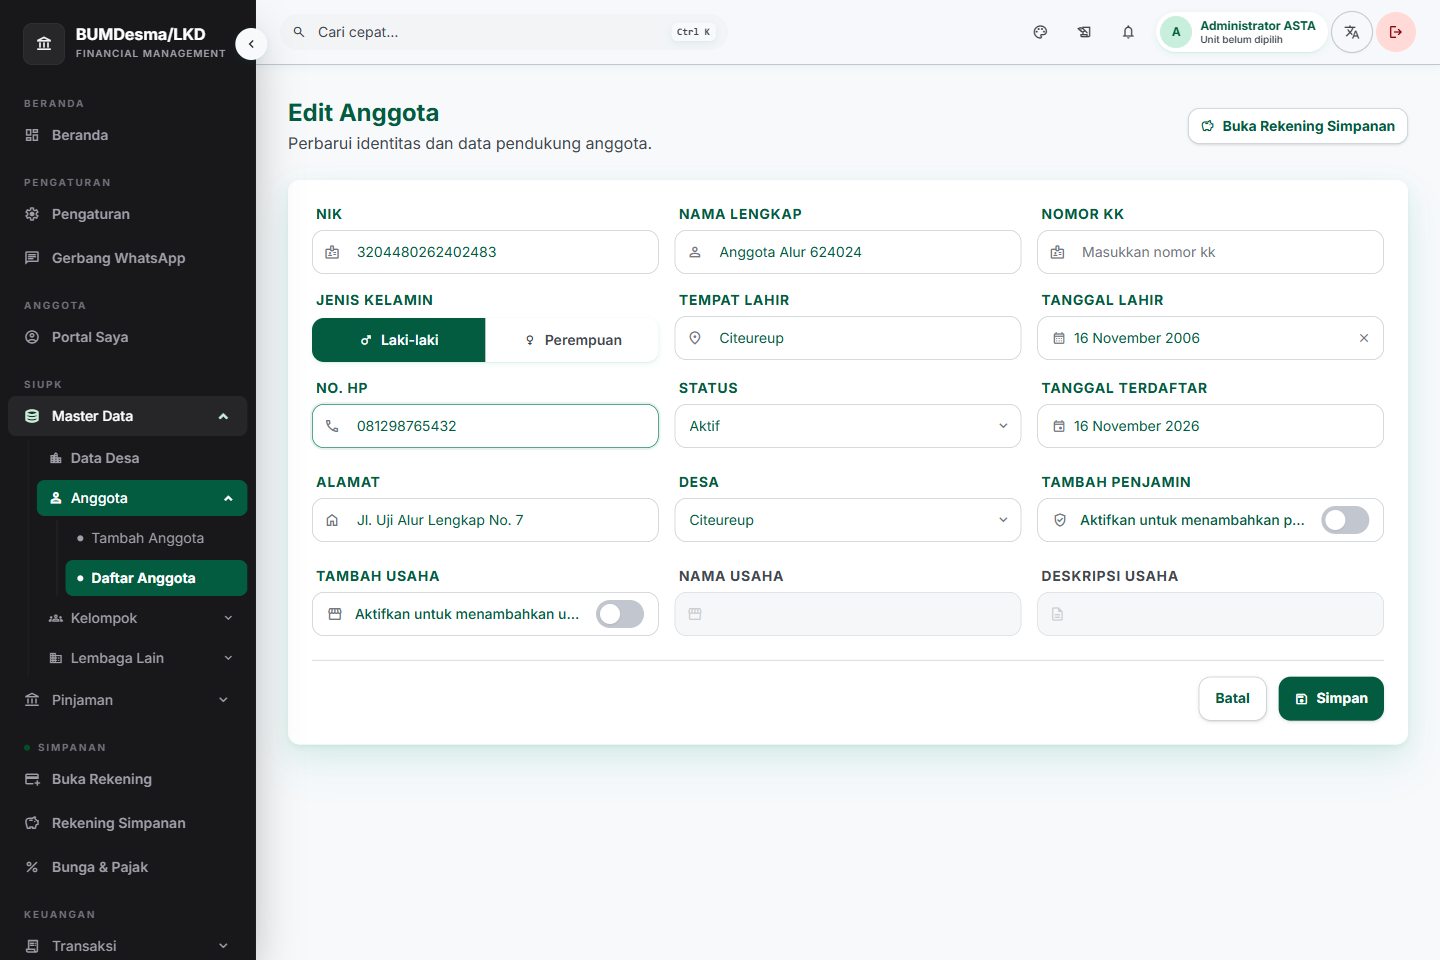 BUMDesma/LKD
FINANCIAL MANAGEMENT
BERANDA
Beranda
PENGATURAN
Pengaturan
Gerbang WhatsApp
ANGGOTA
Portal Saya
SIUPK
Master Data
Data Desa
Anggota
Tambah Anggota
Daftar Anggota
Kelompok
Lembaga Lain
Pinjaman
SIMPANAN
Buka Rekening
Rekening Simpanan
Bunga & Pajak
KEUANGAN
Transaksi
Cari cepat...
Ctrl K
A
Administrator ASTA
Unit belum dipilih
Edit Anggota
Perbarui identitas dan data pendukung anggota.
Buka Rekening Simpanan
NIK
3204480262402483
NAMA LENGKAP
Anggota Alur 624024
NOMOR KK
Masukkan nomor kk
JENIS KELAMIN
Laki-laki
Perempuan
TEMPAT LAHIR
Citeureup
TANGGAL LAHIR
16 November 2006
NO. HP
081298765432
STATUS
Aktif
TANGGAL TERDAFTAR
16 November 2026
ALAMAT
Jl. Uji Alur Lengkap No. 7
DESA
Citeureup
TAMBAH PENJAMIN
Aktifkan untuk menambahkan p...
TAMBAH USAHA
Aktifkan untuk menambahkan u...
NAMA USAHA
DESKRIPSI USAHA
Batal
Simpan